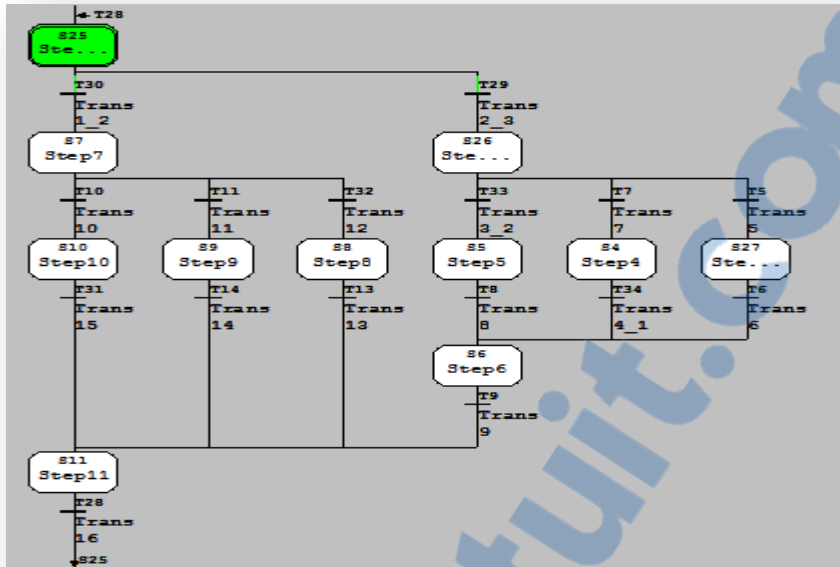 T28
S25
Ste...
T30
Trans
1_2
T29
Trans
2_3
S7
Step7
S26
Ste...
T10
Trans
10
T11
Trans
11
T32
Trans
12
T33
Trans
3_2
T7
Trans
7
T5
Trans
5
S10
Step10
S9
Step9
S8
Step8
S5
Step5
S4
Step4
S27
Ste...
T31
Trans
15
T14
Trans
14
T13
Trans
13
T8
Trans
8
T34
Trans
4_1
T6
Trans
6
S6
Step6
T9
Trans
9
S11
Step11
T28
Trans
16
S25
tuit.com